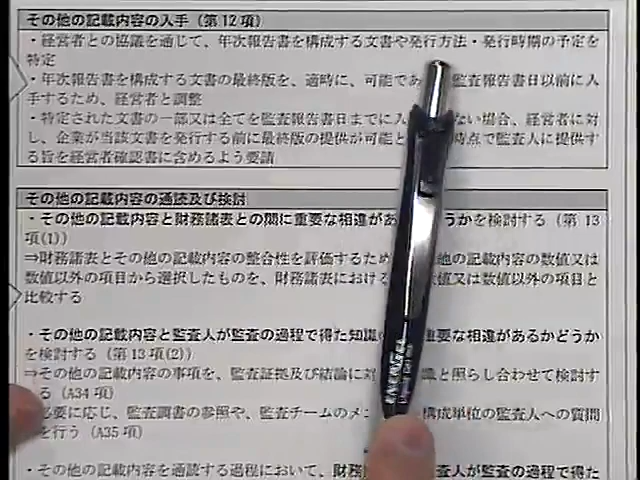 その他の記載内容の入手（第12項）
・経営者との協議を通じて、年次報告書を構成する文書や発行方法・発行時期の予定を
特定
・年次報告書を構成する文書の最終版を、適時に、可能であ 監査報告書日以前に入
手するため、経営者と調整
・特定された文書の一部又は全てを監査報告書日までに入 ない場合、経営者に対
し、企業が当該文書を発行する前に最終版の提供が可能と 時点で監査人に提供す
る旨を経営者確認書に含めるよう要請
その他の記載内容の通読及び検討
・その他の記載内容と財務諸表との間に重要な相違があ うかを検討する（第13
項(1)）
⇒財務諸表とその他の記載内容の整合性を評価するため 他の記載内容の数値又は
数値以外の項目から選択したものを、財務諸表における 又は数値以外の項目と
比較する
・その他の記載内容と監査人が監査の過程で得た知識 重要な相違があるかどうか
を検討する（第13項(2)）
⇒その他の記載内容の事項を、監査証拠及び結論に対 と照らし合わせて検討す
る（A34項）
必要に応じ、監査調書の参照や、監査チームのメ 構成単位の監査人への質問
を行う（A35項）
・その他の記載内容を通読する過程において、財務 査人が監査の過程で得た